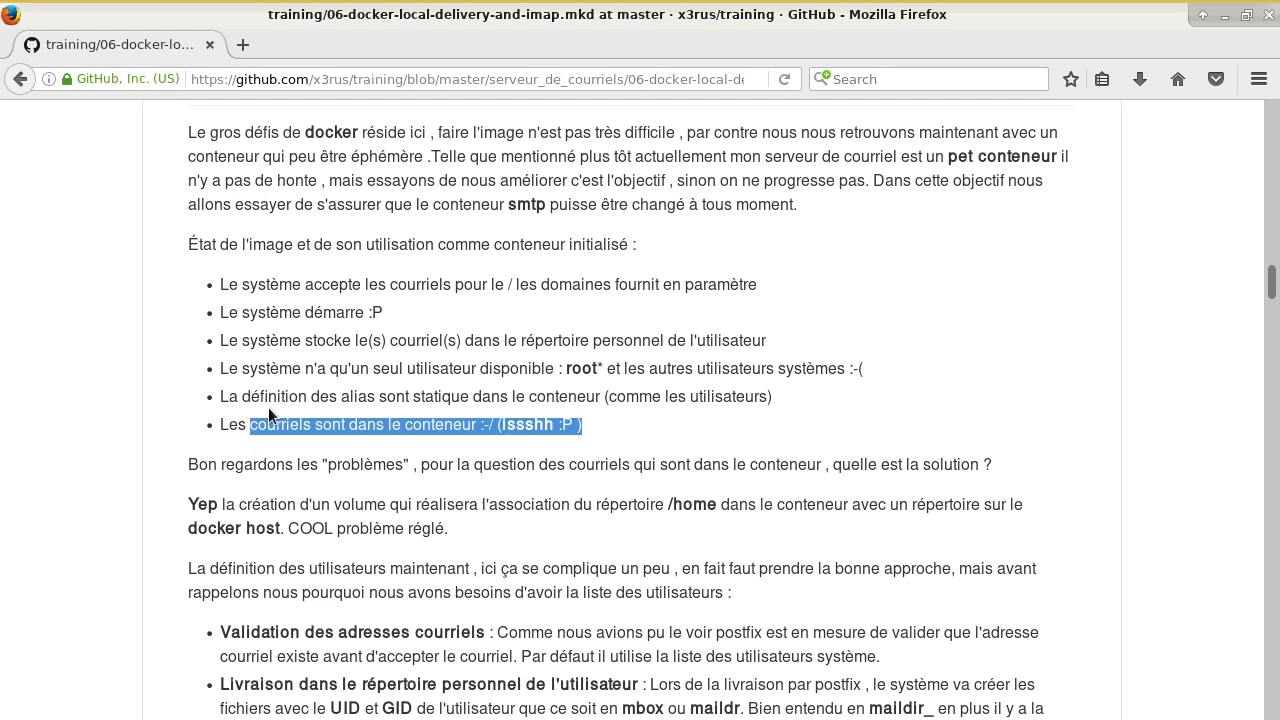 training/06-docker-local-delivery-and-imap.mkd at master · x3rus/training · GitHub - Mozilla Firefox
training/06-docker-lo...
GitHub, Inc. (US)
https://github.com/x3rus/training/blob/master/serveur_de_courriels/06-docker-local-de
Search
Le gros défis de docker réside ici , faire l'image n'est pas très difficile , par contre nous nous retrouvons maintenant avec un
conteneur qui peu être éphémère .Telle que mentionné plus tôt actuellement mon serveur de courriel est un pet conteneur il
n'y a pas de honte , mais essayons de nous améliorer c'est l'objectif , sinon on ne progresse pas. Dans cette objectif nous
allons essayer de s'assurer que le conteneur smtp puisse être changé à tous moment.
État de l'image et de son utilisation comme conteneur initialisé :
• Le système accepte les courriels pour le / les domaines fournit en paramètre
• Le système démarre :P
• Le système stocke le(s) courriel(s) dans le répertoire personnel de l'utilisateur
• Le système n'a qu'un seul utilisateur disponible : root* et les autres utilisateurs systèmes :-(
• La définition des alias sont statique dans le conteneur (comme les utilisateurs)
• Les courriels sont dans le conteneur :-/ (issshh :P )
Bon regardons les "problèmes" , pour la question des courriels qui sont dans le conteneur , quelle est la solution ?
Yep la création d'un volume qui réalisera l'association du répertoire /home dans le conteneur avec un répertoire sur le
docker host. COOL problème réglé.
La définition des utilisateurs maintenant , ici ça se complique un peu , en fait faut prendre la bonne approche, mais avant
rappelons nous pourquoi nous avons besoins d'avoir la liste des utilisateurs :
• Validation des adresses courriels : Comme nous avions pu le voir postfix est en mesure de valider que l'adresse
courriel existe avant d'accepter le courriel. Par défaut il utilise la liste des utilisateurs système.
• Livraison dans le répertoire personnel de l'utilisateur : Lors de la livraison par postfix , le système va créer les
fichiers avec le UID et GID de l'utilisateur que ce soit en mbox ou maildir. Bien entendu en maildir_ en plus il y a la